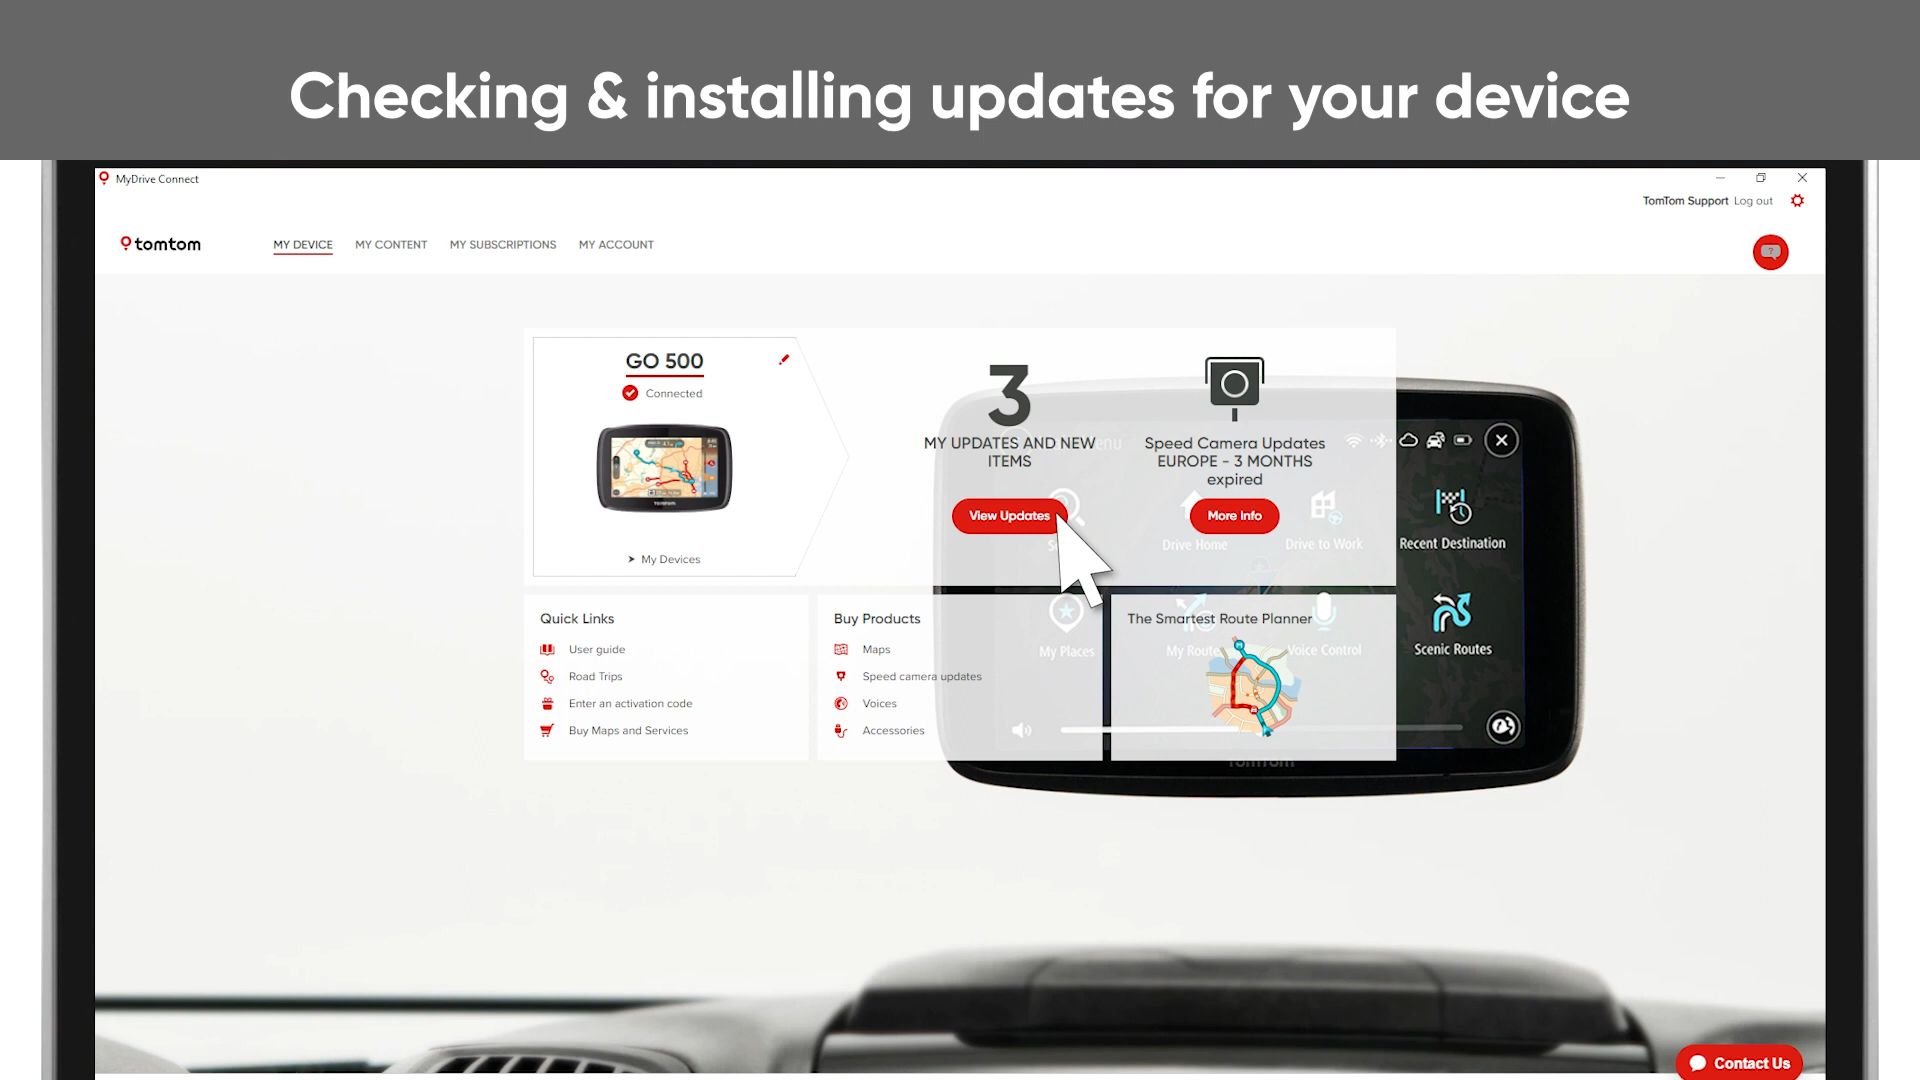 Checking & installing updates for your device
MyDrive Connect
TomTom Support Log out
tomtom
MY DEVICE MY CONTENT MY SUBSCRIPTIONS MY ACCOUNT
GO 500
Connected
My Devices
3
MY UPDATES AND NEW
ITEMS
View Updates
Speed Camera Updates
EUROPE - 3 MONTHS
expired
More Info
Drive Home
Drive to Work
Recent Destination
Quick Links
User guide
Road Trips
Enter an activation code
Buy Maps and Services
Buy Products
Maps
Speed camera updates
Voices
Accessories
The Smartest Route Planner
My Places
My Route
Voice Control
Scenic Routes
TomTom
Contact Us